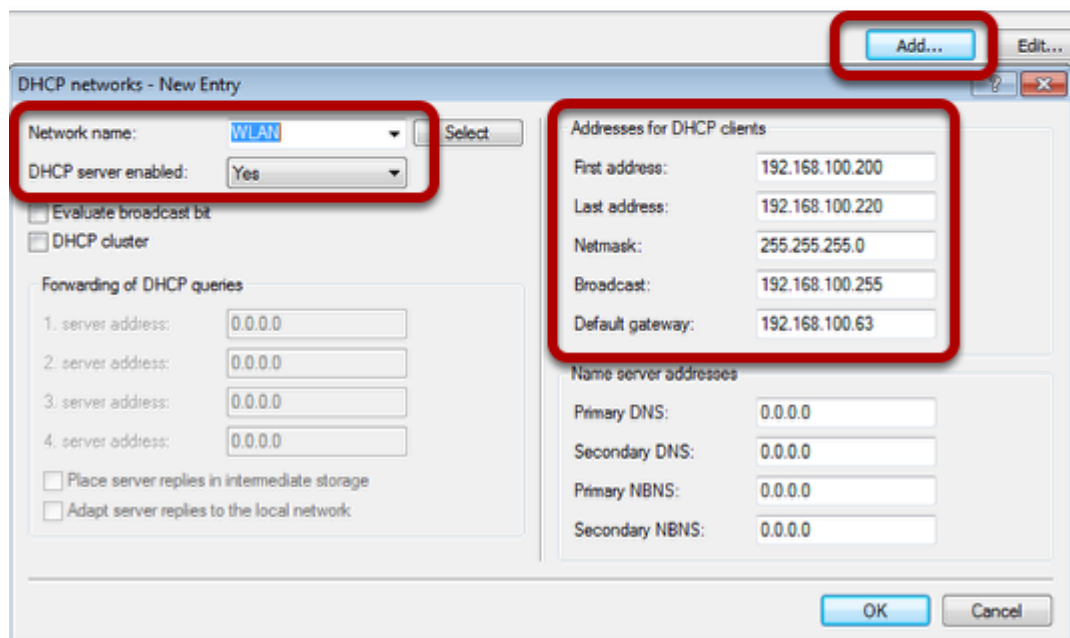 Add...
Edit...
DHCP networks - New Entry
Network name:
WLAN
Select
DHCP server enabled:
Yes
Evaluate broadcast bit
DHCP cluster
Forwarding of DHCP queries
1. server address:
0.0.0.0
2. server address:
0.0.0.0
3. server address:
0.0.0.0
4. server address:
0.0.0.0
Place server replies in intermediate storage
Adapt server replies to the local network
Addresses for DHCP clients
First address:
192.168.100.200
Last address:
192.168.100.220
Netmask:
255.255.255.0
Broadcast:
192.168.100.255
Default gateway:
192.168.100.63
Name server addresses
Primary DNS:
0.0.0.0
Secondary DNS:
0.0.0.0
Primary NBNS:
0.0.0.0
Secondary NBNS:
0.0.0.0
OK
Cancel